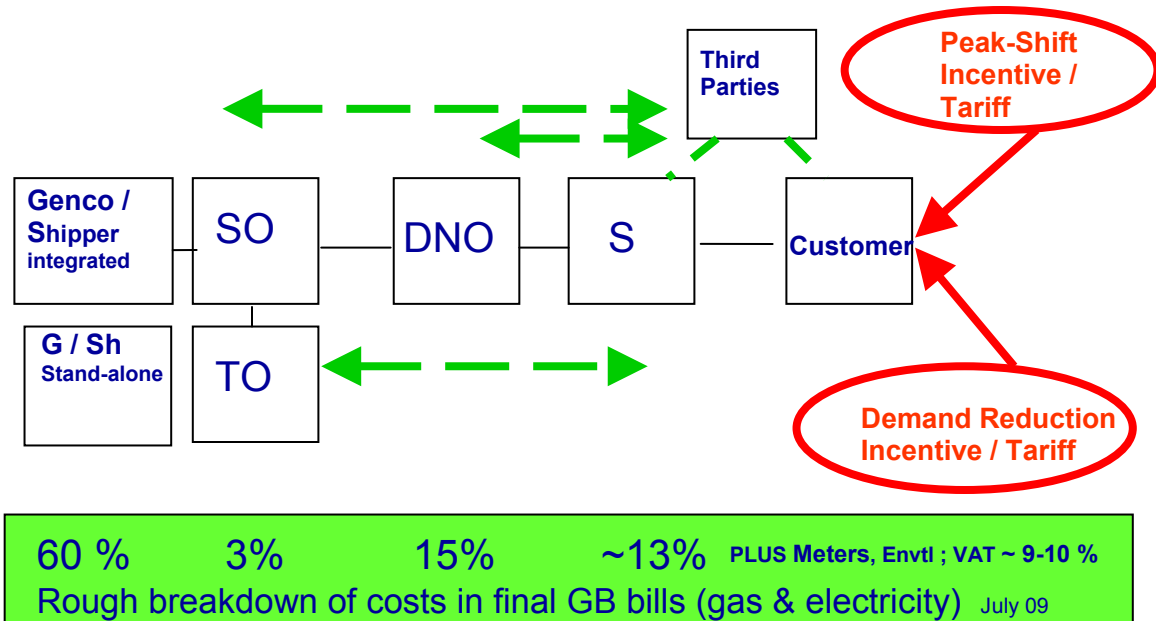 Peak-Shift
Incentive /
Tariff
Third
Parties
Genco /
Shipper
integrated
SO
DNO
S
Customer
G / Sh
Stand-alone
TO
Demand Reduction
Incentive / Tariff
60 % 3% 15% ~13% PLUS Meters, Envtl ; VAT ~ 9-10 %
Rough breakdown of costs in final GB bills (gas & electricity) July 09